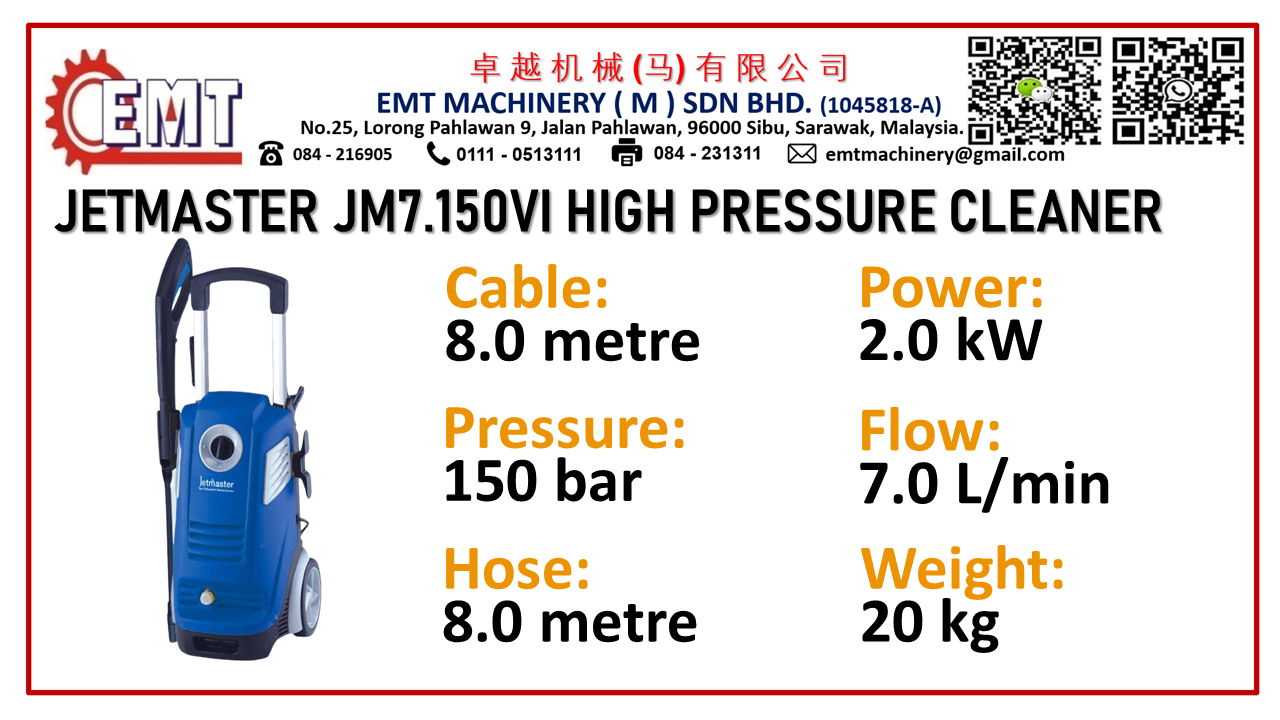 EMT
卓越机械(马)有限公司
EMT MACHINERY ( M ) SDN BHD. (1045818-A)
No.25, Lorong Pahlawan 9, Jalan Pahlawan, 96000 Sibu, Sarawak, Malaysia.
084 - 216905 0111 - 0513111 084 - 231311 emtmachinery@gmail.com
JETMASTER JM7.150VI HIGH PRESSURE CLEANER
Cable:
8.0 metre
Power:
2.0 kW
Pressure:
150 bar
Flow:
7.0 L/min
Hose:
8.0 metre
Weight:
20 kg
Jetmaster